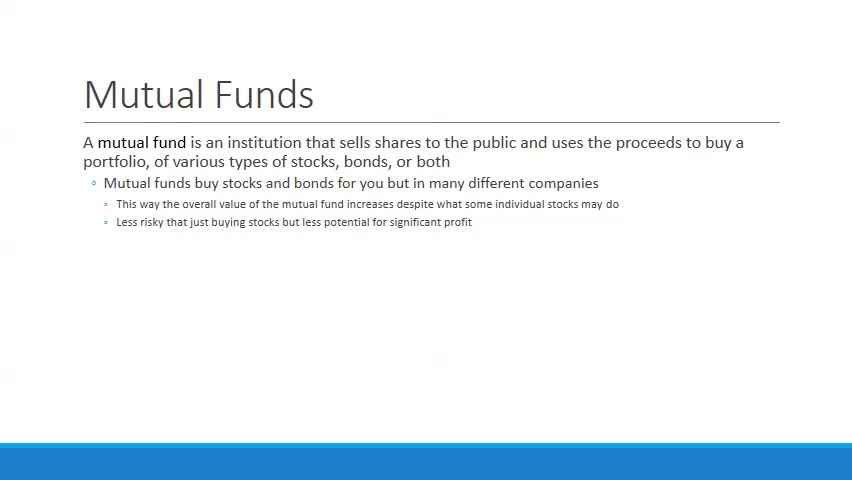 Mutual Funds
A mutual fund is an institution that sells shares to the public and uses the proceeds to buy a
portfolio, of various types of stocks, bonds, or both
Mutual funds buy stocks and bonds for you but in many different companies
This way the overall value of the mutual fund increases despite what some individual stocks may do
Less risky that just buying stocks but less potential for significant profit